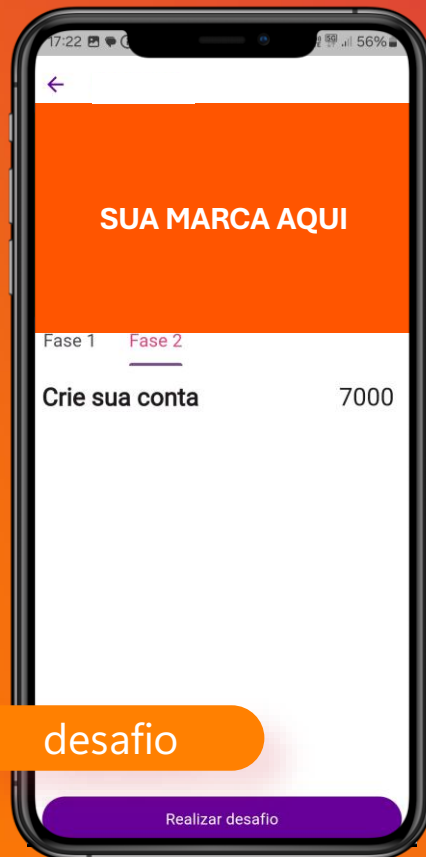 17:22 56%
SUA MARCA AQUI
Fase 1 Fase 2
Crie sua conta 7000
desafio
Realizar desafio